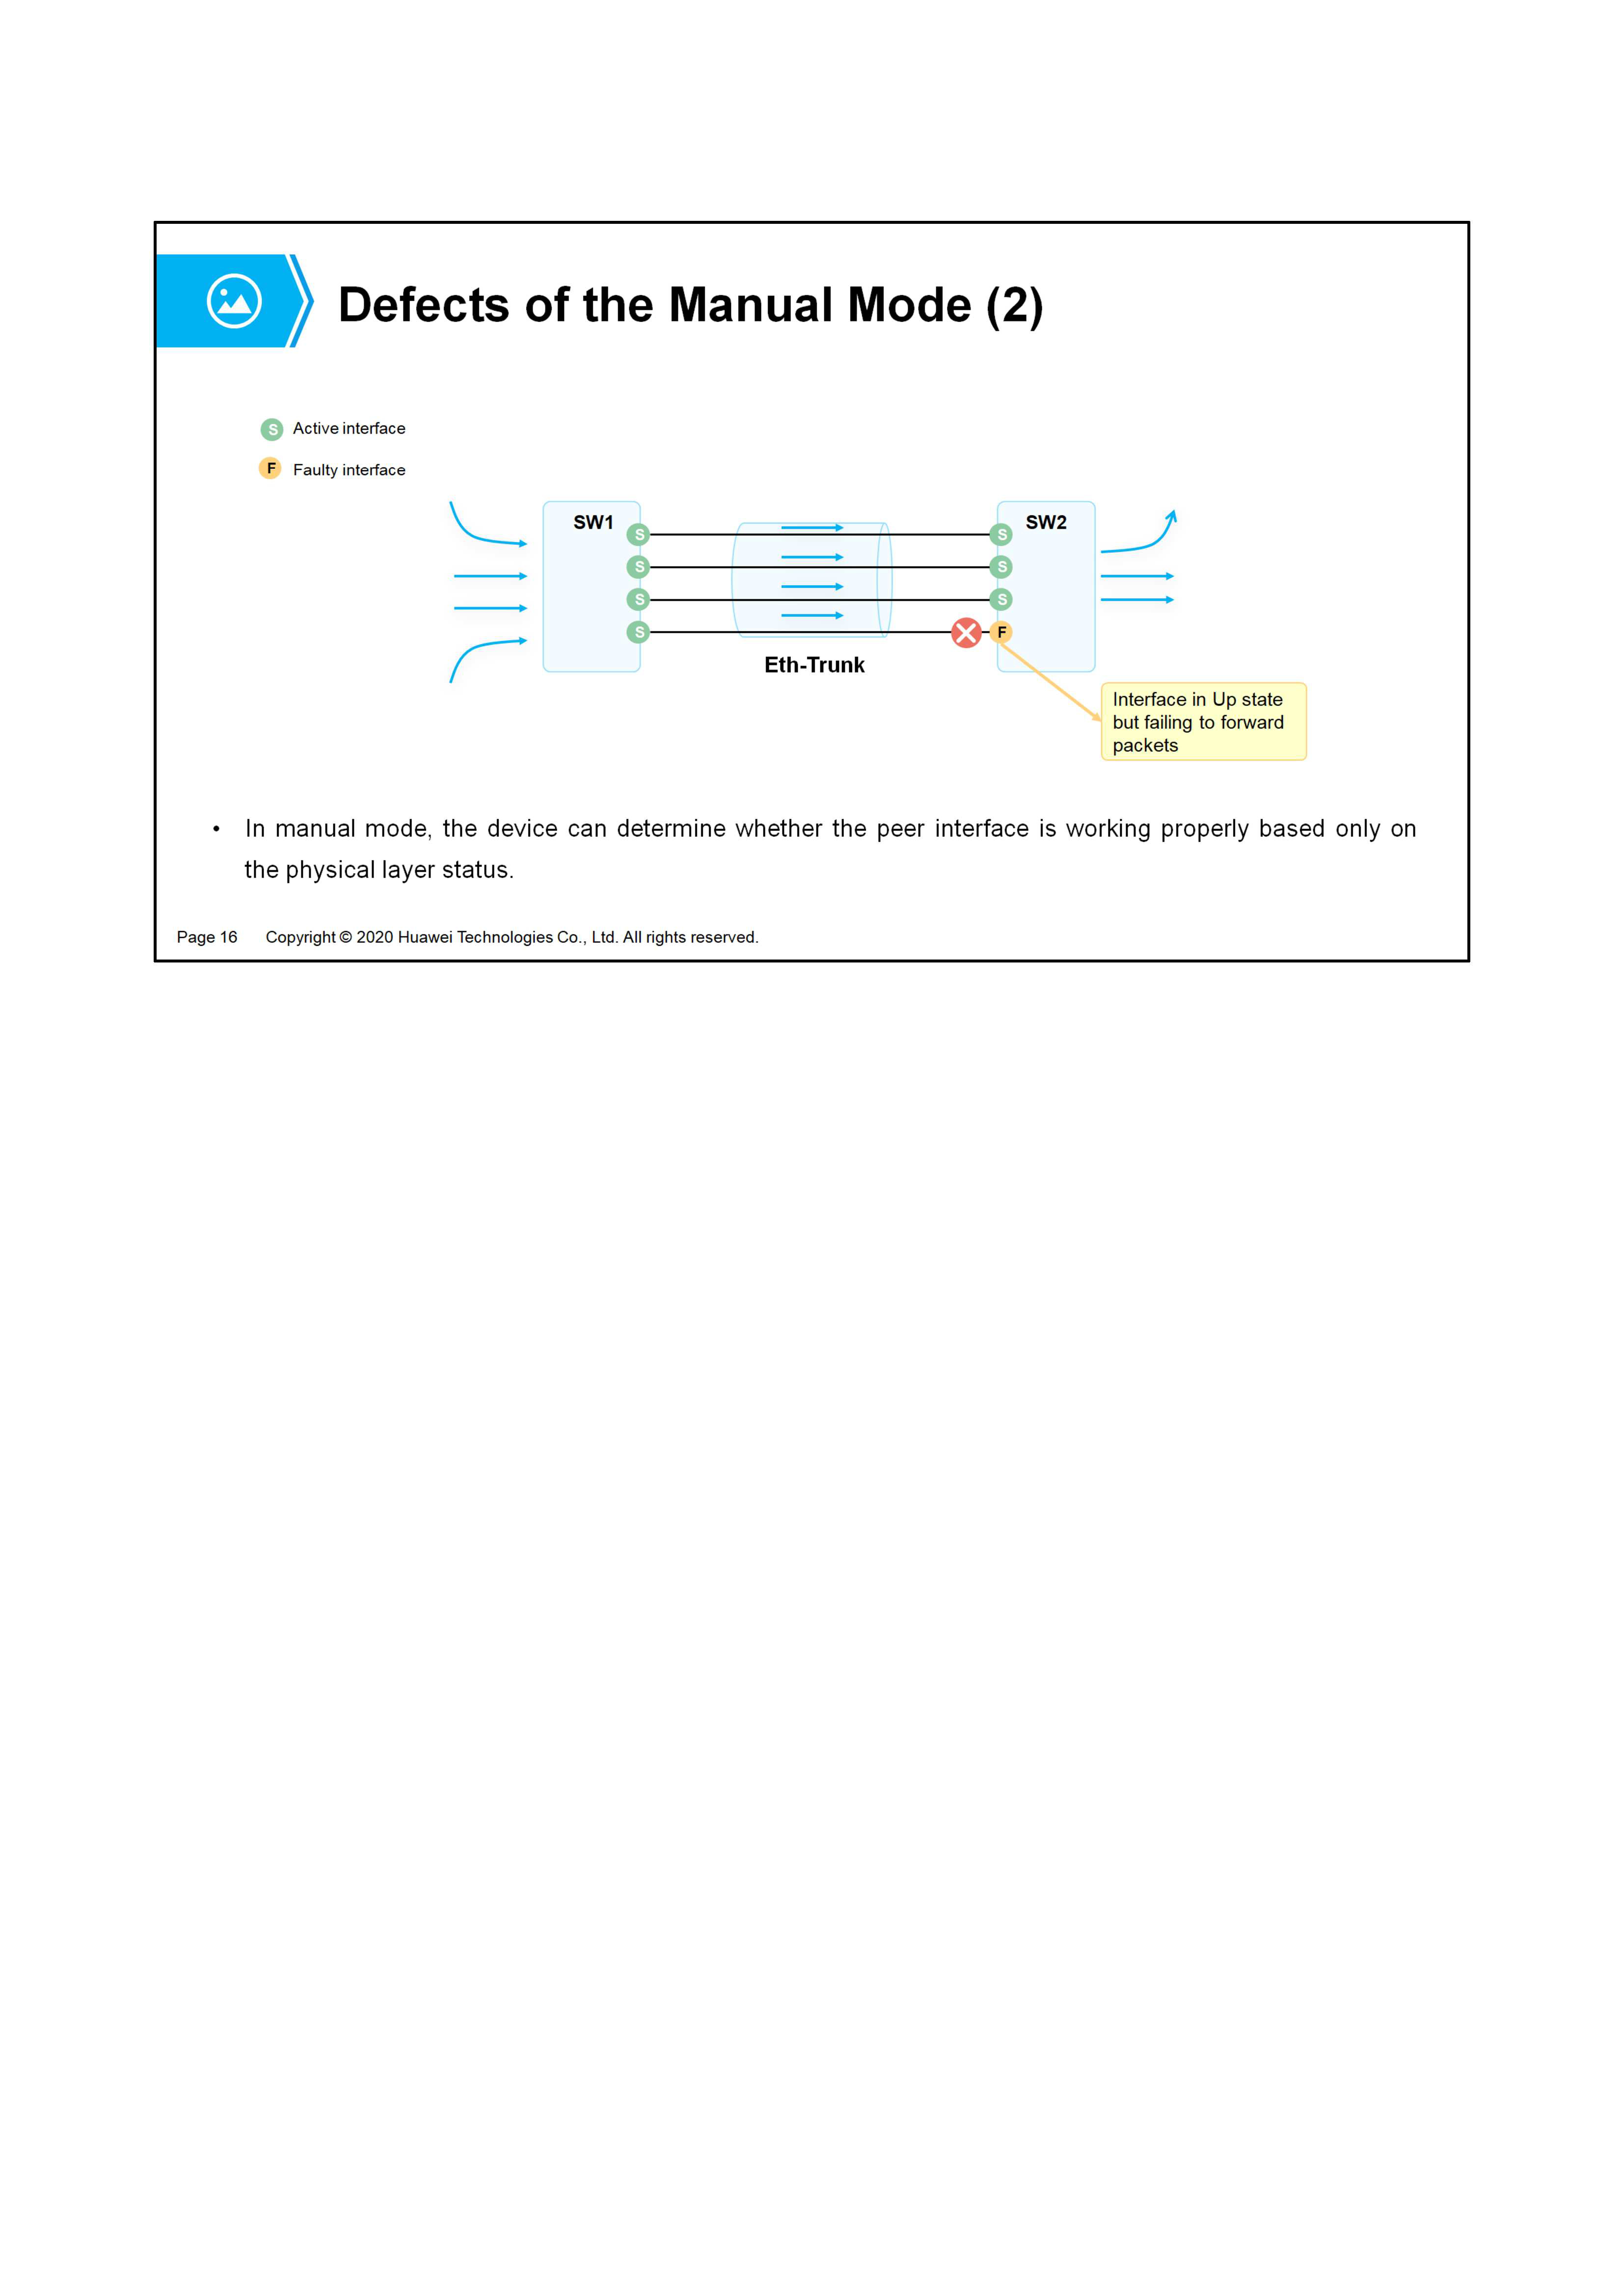 Defects of the Manual Mode (2)
S Active interface
F Faulty interface
SW1
SW2
S
S
S
S
S
S
S
F
Eth-Trunk
Interface in Up state
but failing to forward
packets
• In manual mode, the device can determine whether the peer interface is working properly based only on
the physical layer status.
Page 16 Copyright © 2020 Huawei Technologies Co., Ltd. All rights reserved.